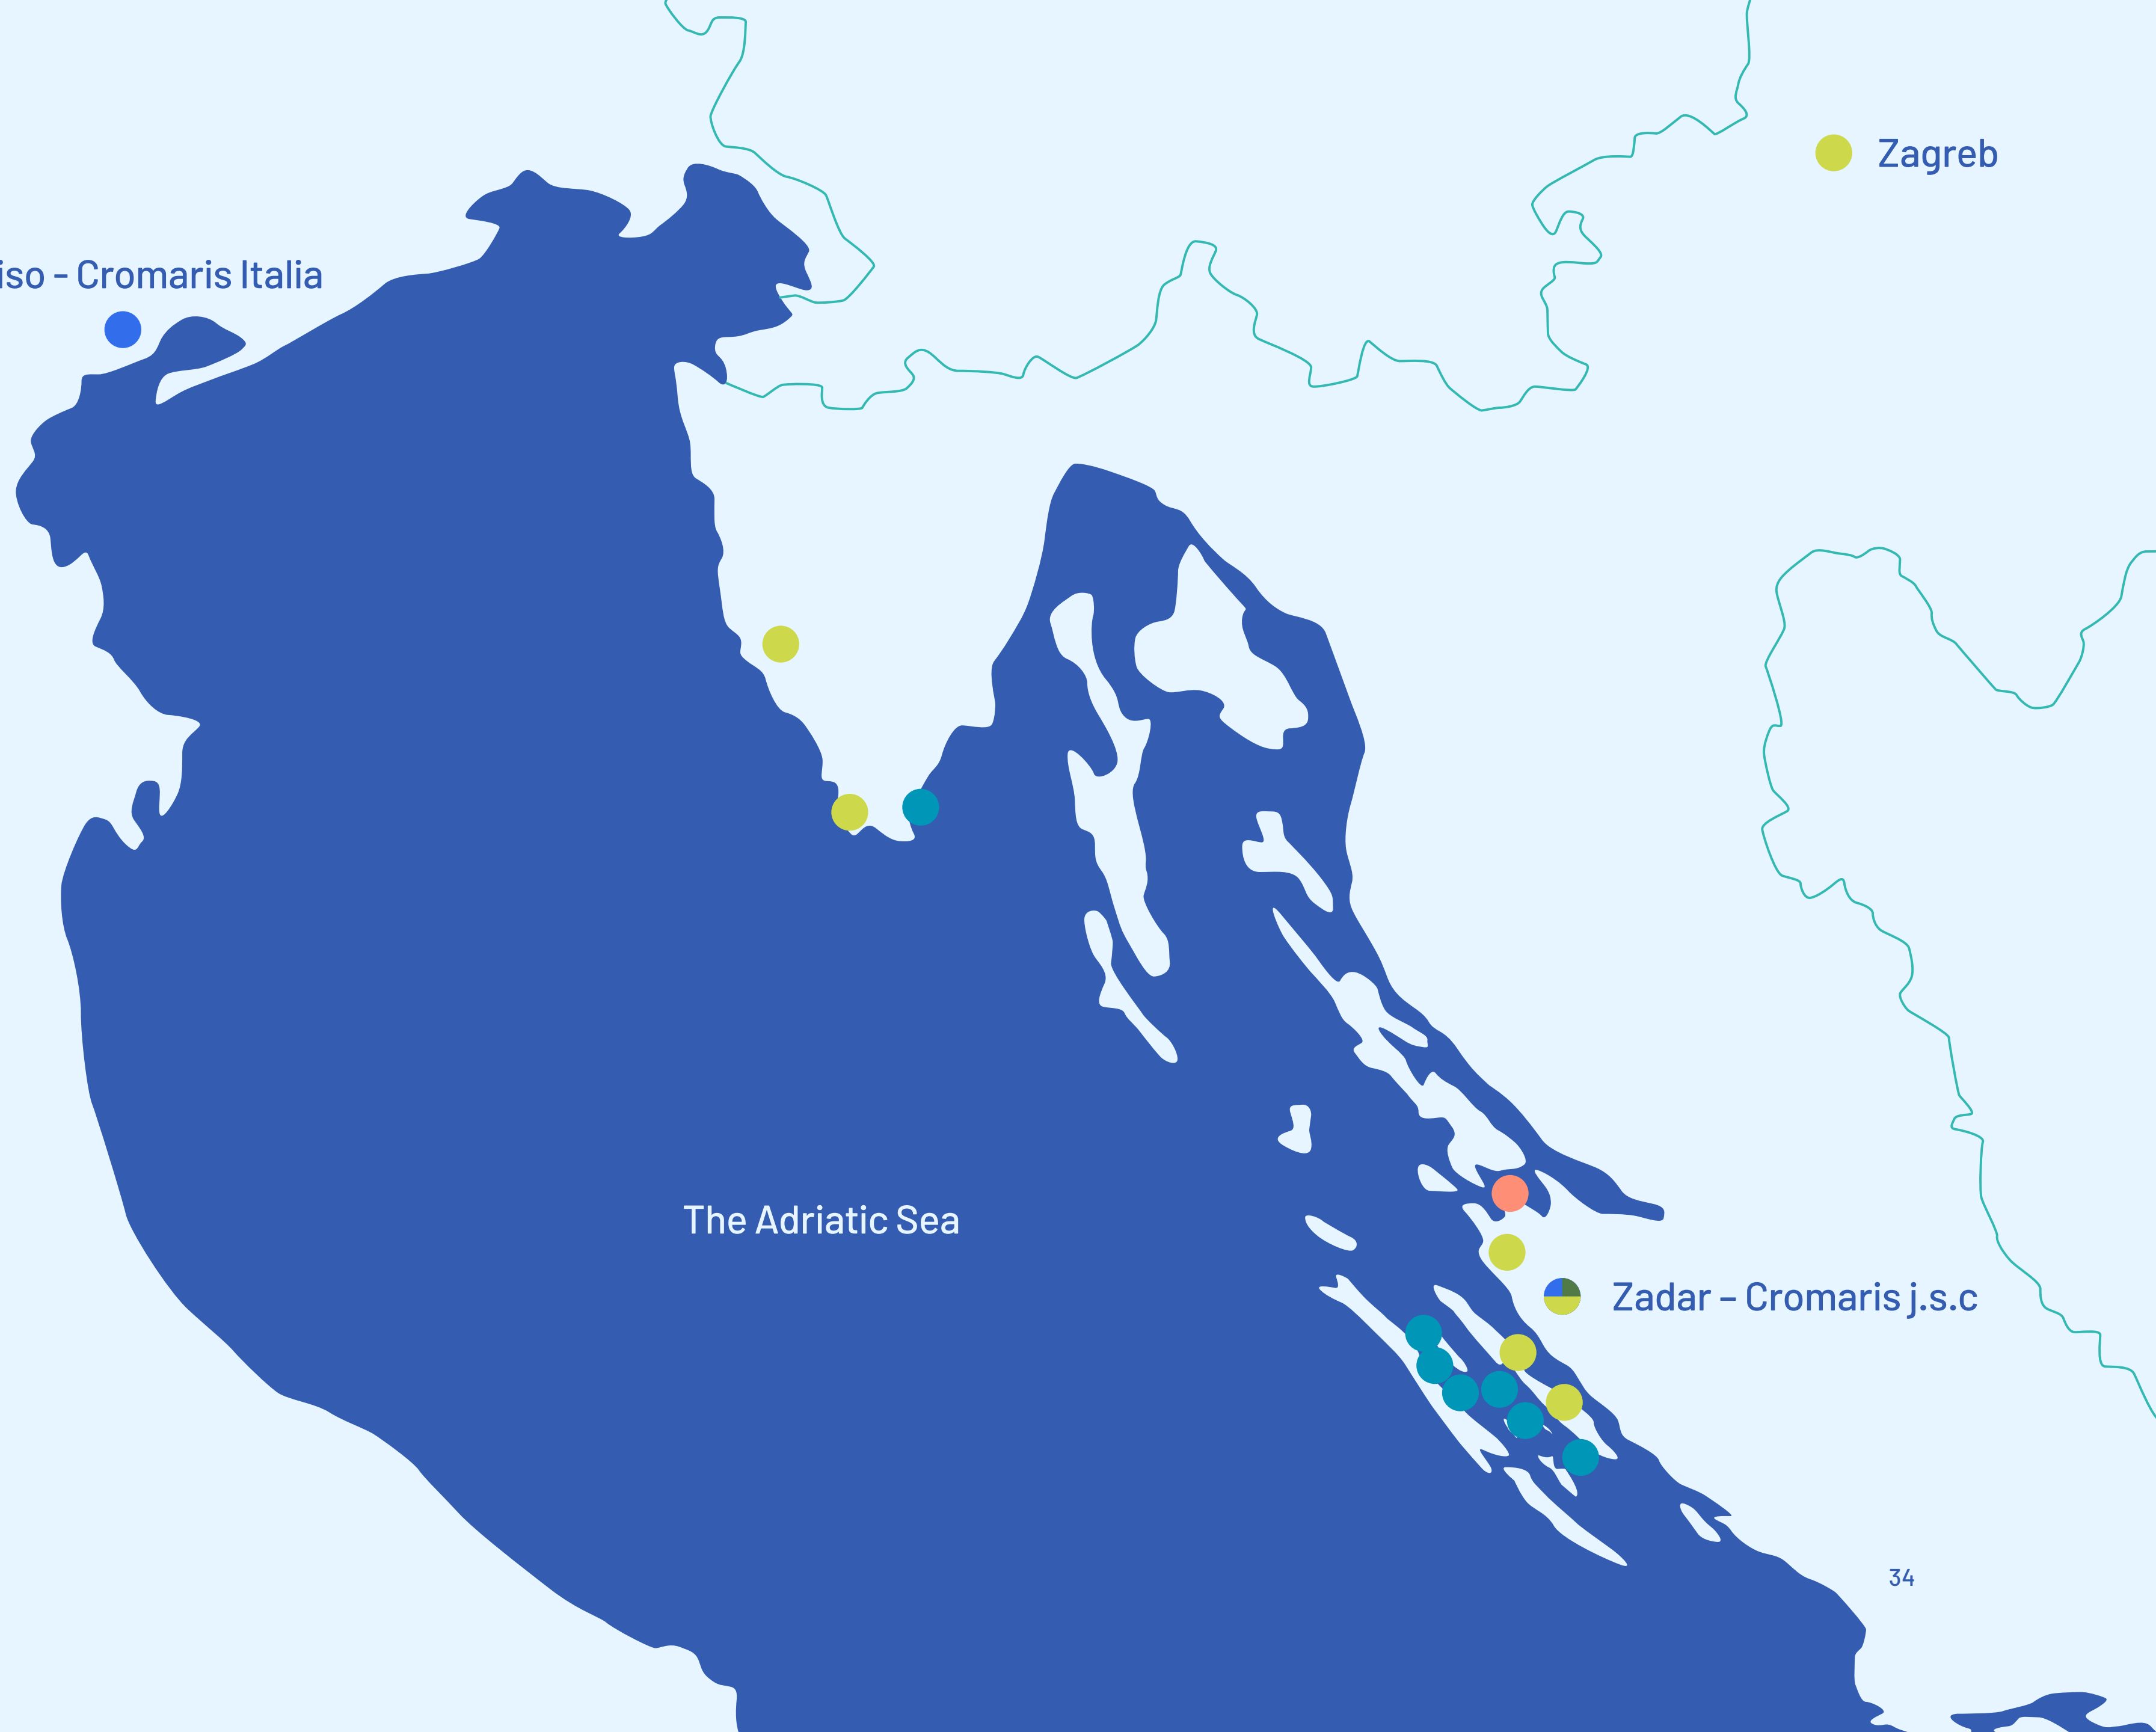 Zagreb
iso – Cromaris Italia
The Adriatic Sea
Zadar – Cromaris j.s.c
34